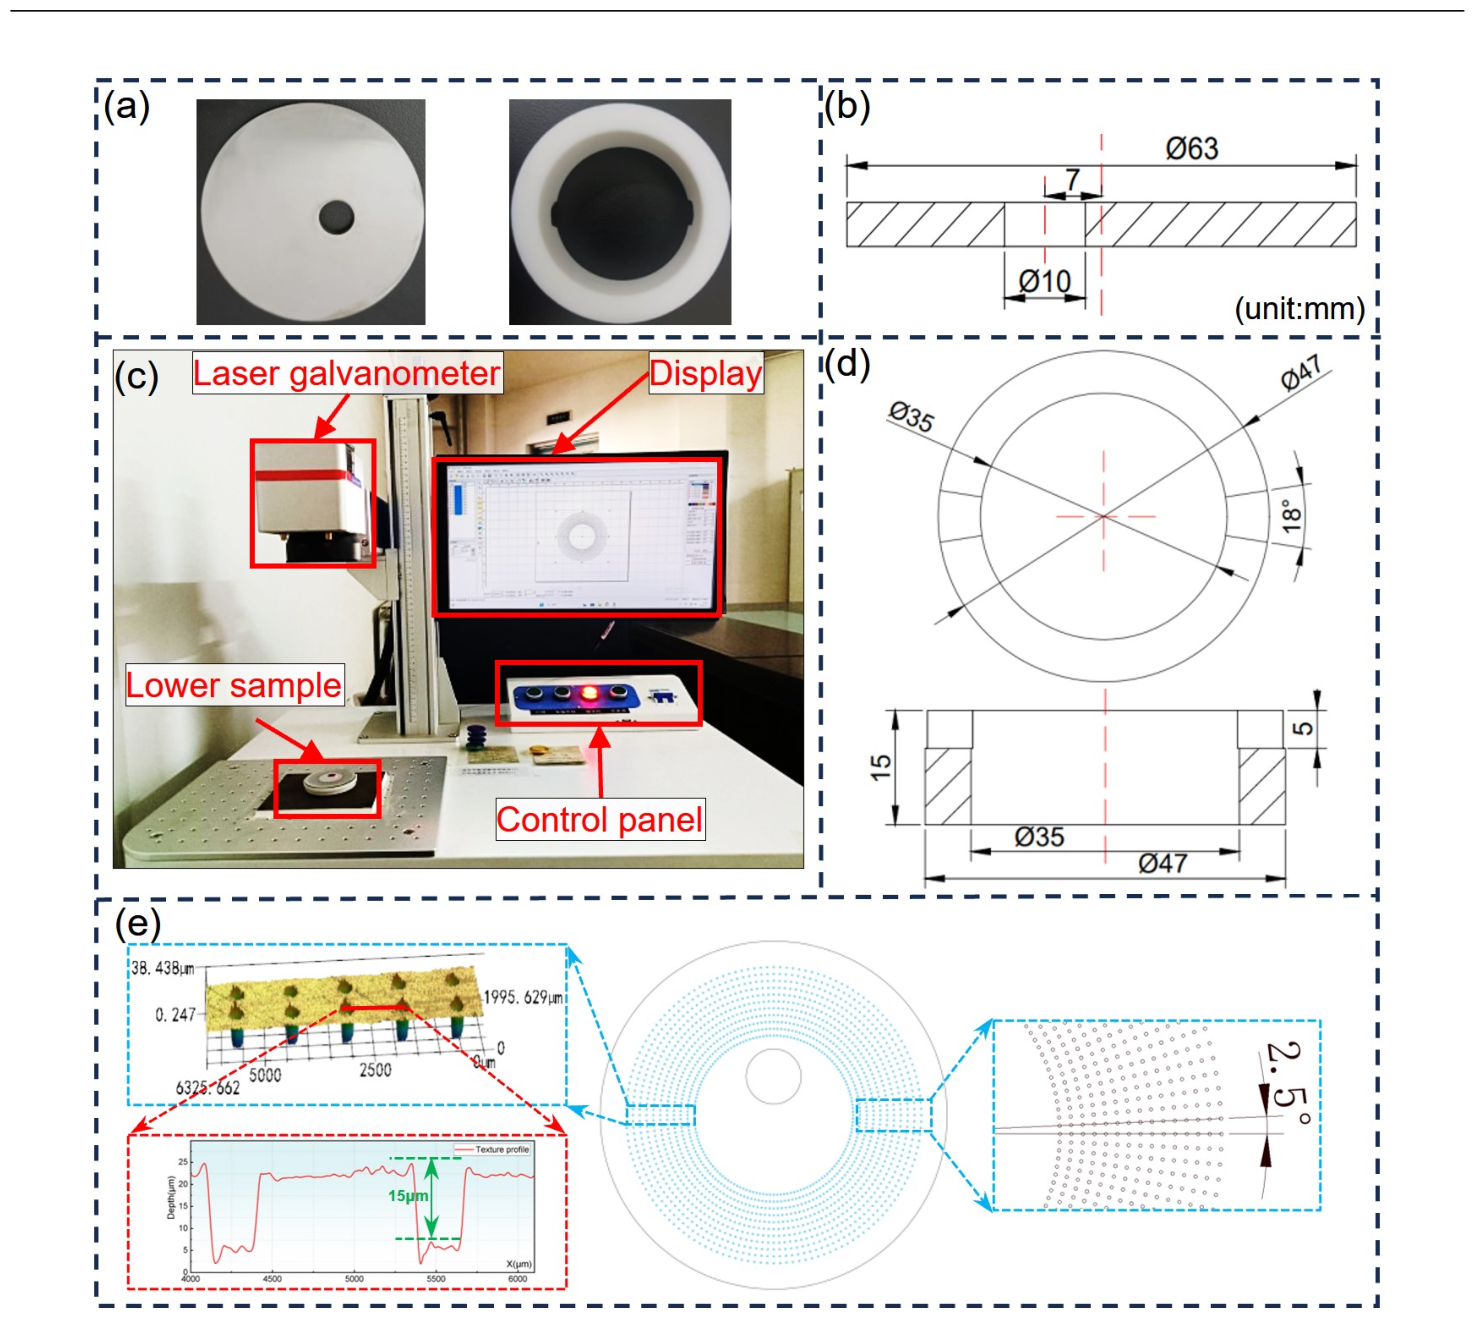 (a)
(b)
Ø63
7
Ø10
(unit:mm)
(c)
Laser galvanometer
Display
Lower sample
Control panel
(d)
Ø35
Ø47
18°
15
5
Ø35
Ø47
(e)
38.438μm
0.247
1995.629μm
0
0μm
2500
5000
6325.662
Texture profile
Depth(μm)
25
20
15
10
5
0
15μm
4000
4500
5000
5500
6000
X(μm)
2.5°